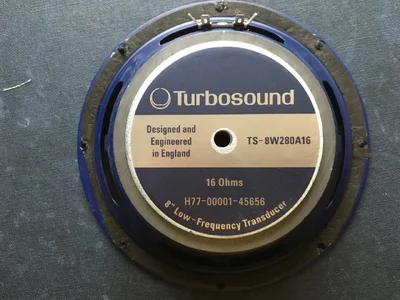 Turbosound
Designed and
Engineered
in England
TS-8W280A16
16 Ohms
H77-00001-45656
8" Low-Frequency Transducer